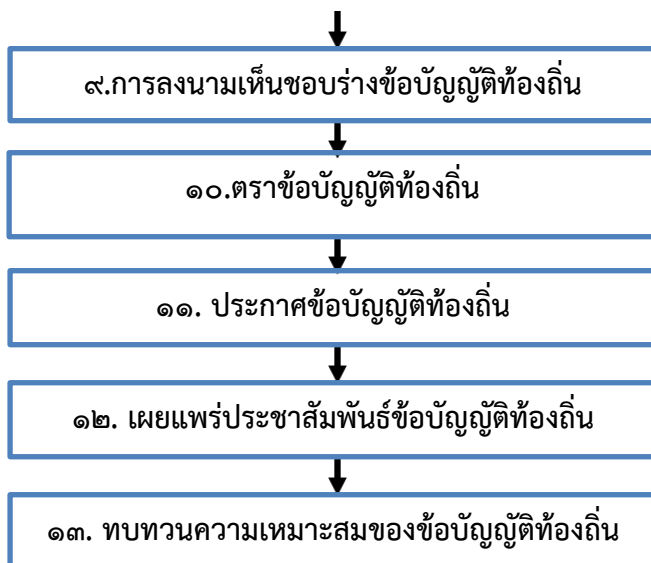 ๙.การลงนามเห็นชอบร่างข้อบัญญัติท้องถิ่น
๑๐.ตราข้อบัญญัติท้องถิ่น
๑๑. ประกาศข้อบัญญัติท้องถิ่น
๑๒. เผยแพร่ประชาสัมพันธ์ข้อบัญญัติท้องถิ่น
๑๓. ทบทวนความเหมาะสมของข้อบัญญัติท้องถิ่น